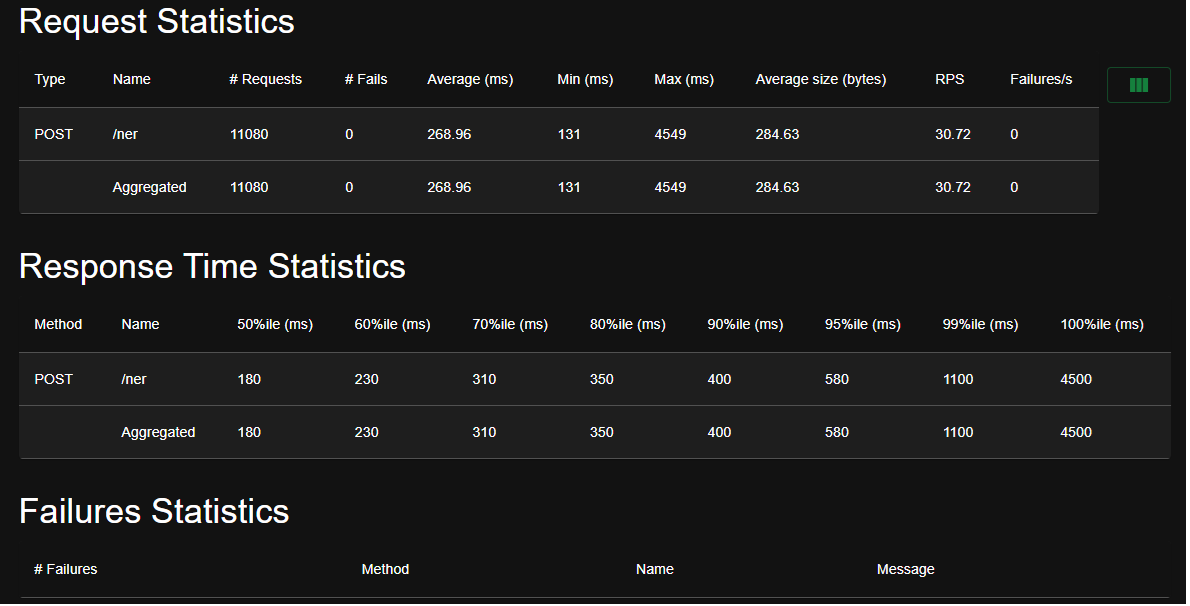 Request Statistics
Type Name # Requests # Fails Average (ms) Min (ms) Max (ms) Average size (bytes) RPS Failures/s
POST /ner 11080 0 268.96 131 4549 284.63 30.72 0
Aggregated 11080 0 268.96 131 4549 284.63 30.72 0
Response Time Statistics
Method Name 50%ile (ms) 60%ile (ms) 70%ile (ms) 80%ile (ms) 90%ile (ms) 95%ile (ms) 99%ile (ms) 100%ile (ms)
POST /ner 180 230 310 350 400 580 1100 4500
Aggregated 180 230 310 350 400 580 1100 4500
Failures Statistics
# Failures Method Name Message